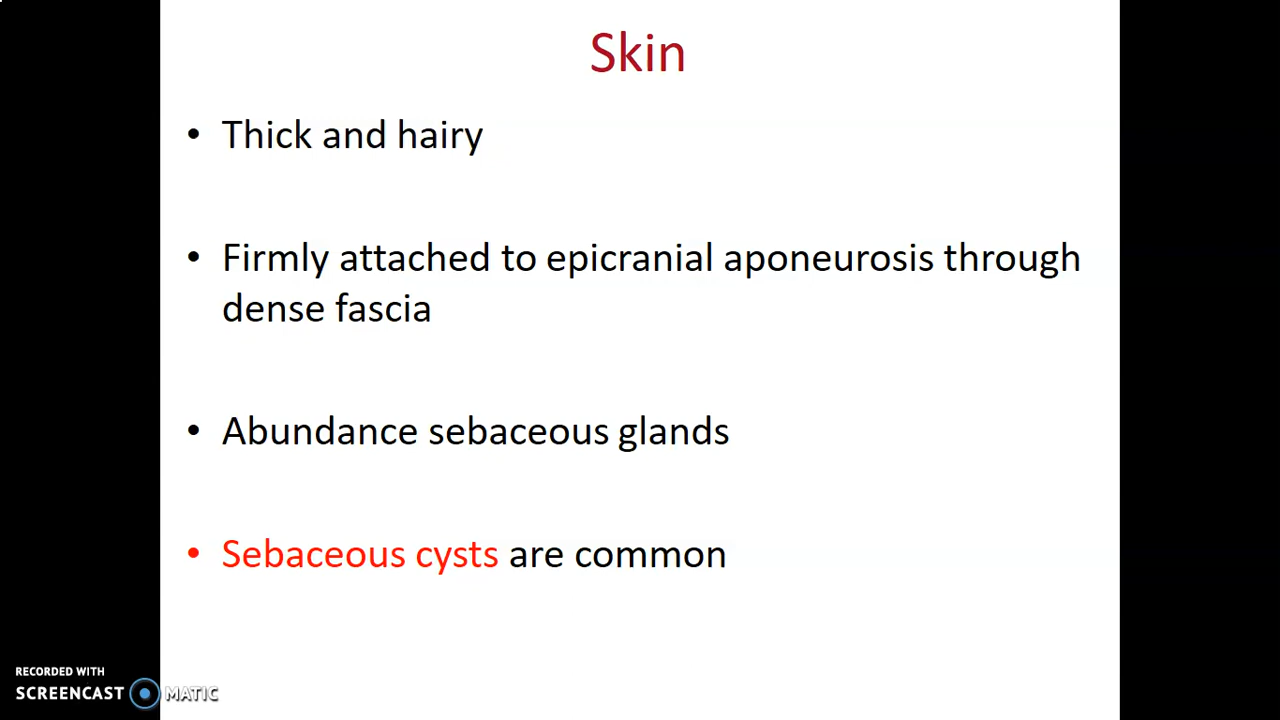 Skin
• Thick and hairy
• Firmly attached to epicranial aponeurosis through
dense fascia
• Abundance sebaceous glands
• Sebaceous cysts are common
RECORDED WITH
SCREENCAST MATIC